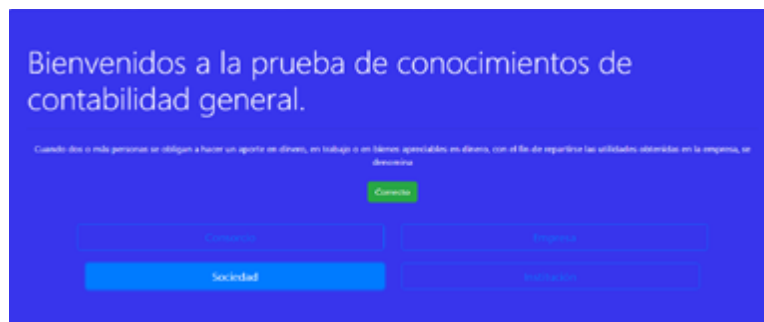 Bienvenidos a la prueba de conocimientos de
contabilidad general.
Cuando dos o más personas se obligan a hacer un aporte en dinero, en trabajo o en bienes apreciables en dinero, con el fin de repartirse las utilidades obtenidas en la empresa, se
denomina
Correcto
Consorcio
Empresa
Sociedad
Institución